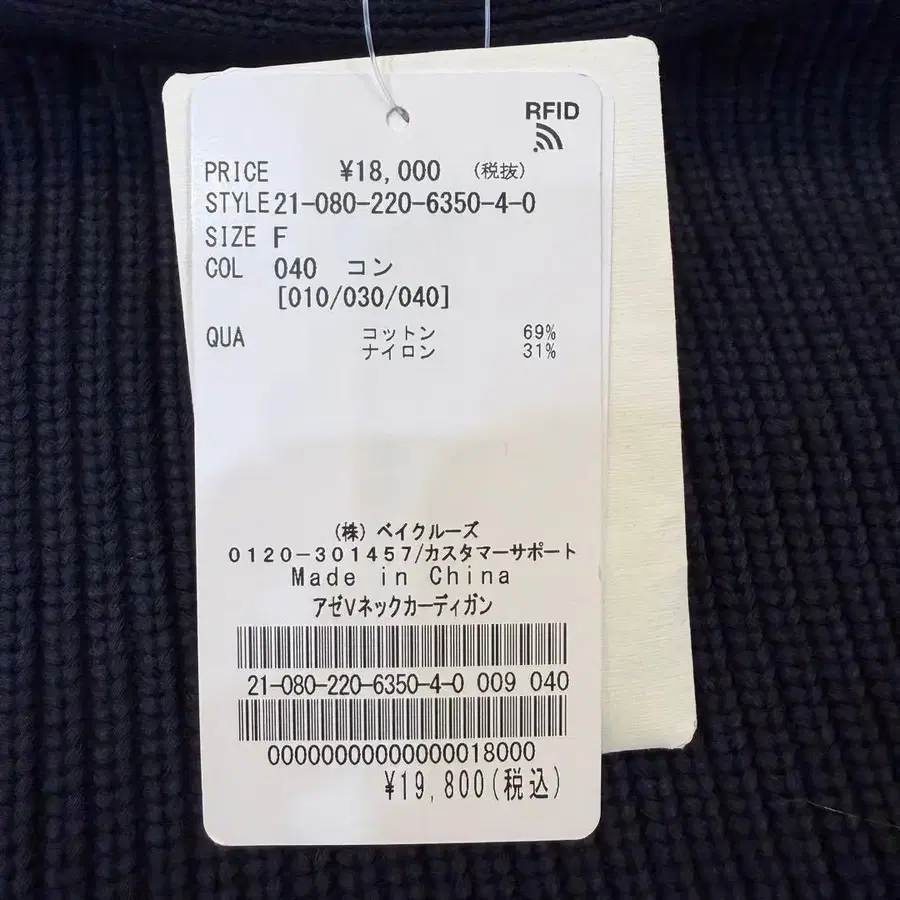 RFID
PRICE ¥18,000 (税抜)
STYLE 21-080-220-6350-4-0
SIZE F
COL 040 コン
[010/030/040]
QUA コットン 69%
ナイロン 31%
(株) ベイクルーズ
0120-301457/カスタマーサポート
Made in China
アゼVネックカーディガン
21-080-220-6350-4-0 009 040
00000000000000018000
¥19,800(税込)